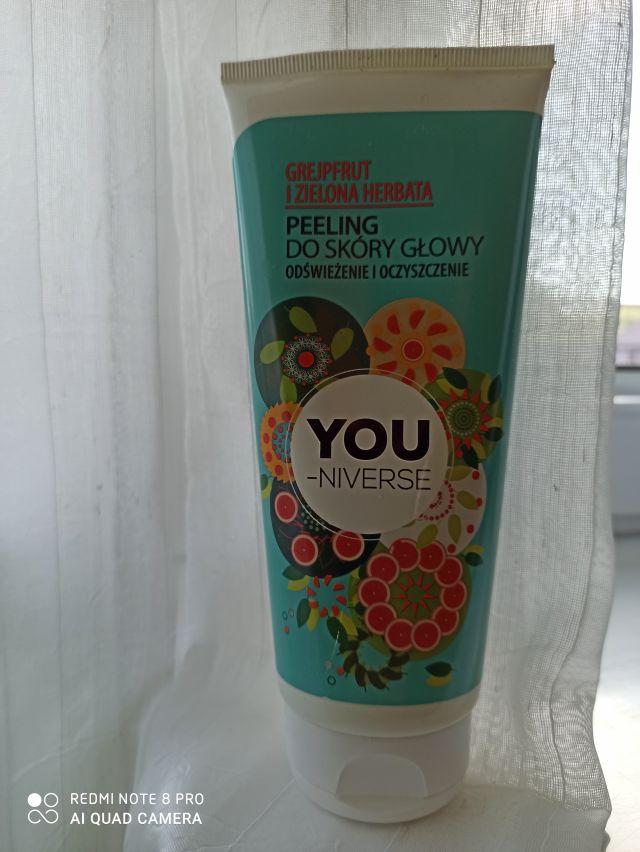 GREJPFRUT
I ZIELONA HERBATA
PEELING
DO SKÓRY GŁOWY
ODŚWIEŻENIE I OCZYSZCZENIE
YOU
-NIVERSE
REDMI NOTE 8 PRO
AI QUAD CAMERA